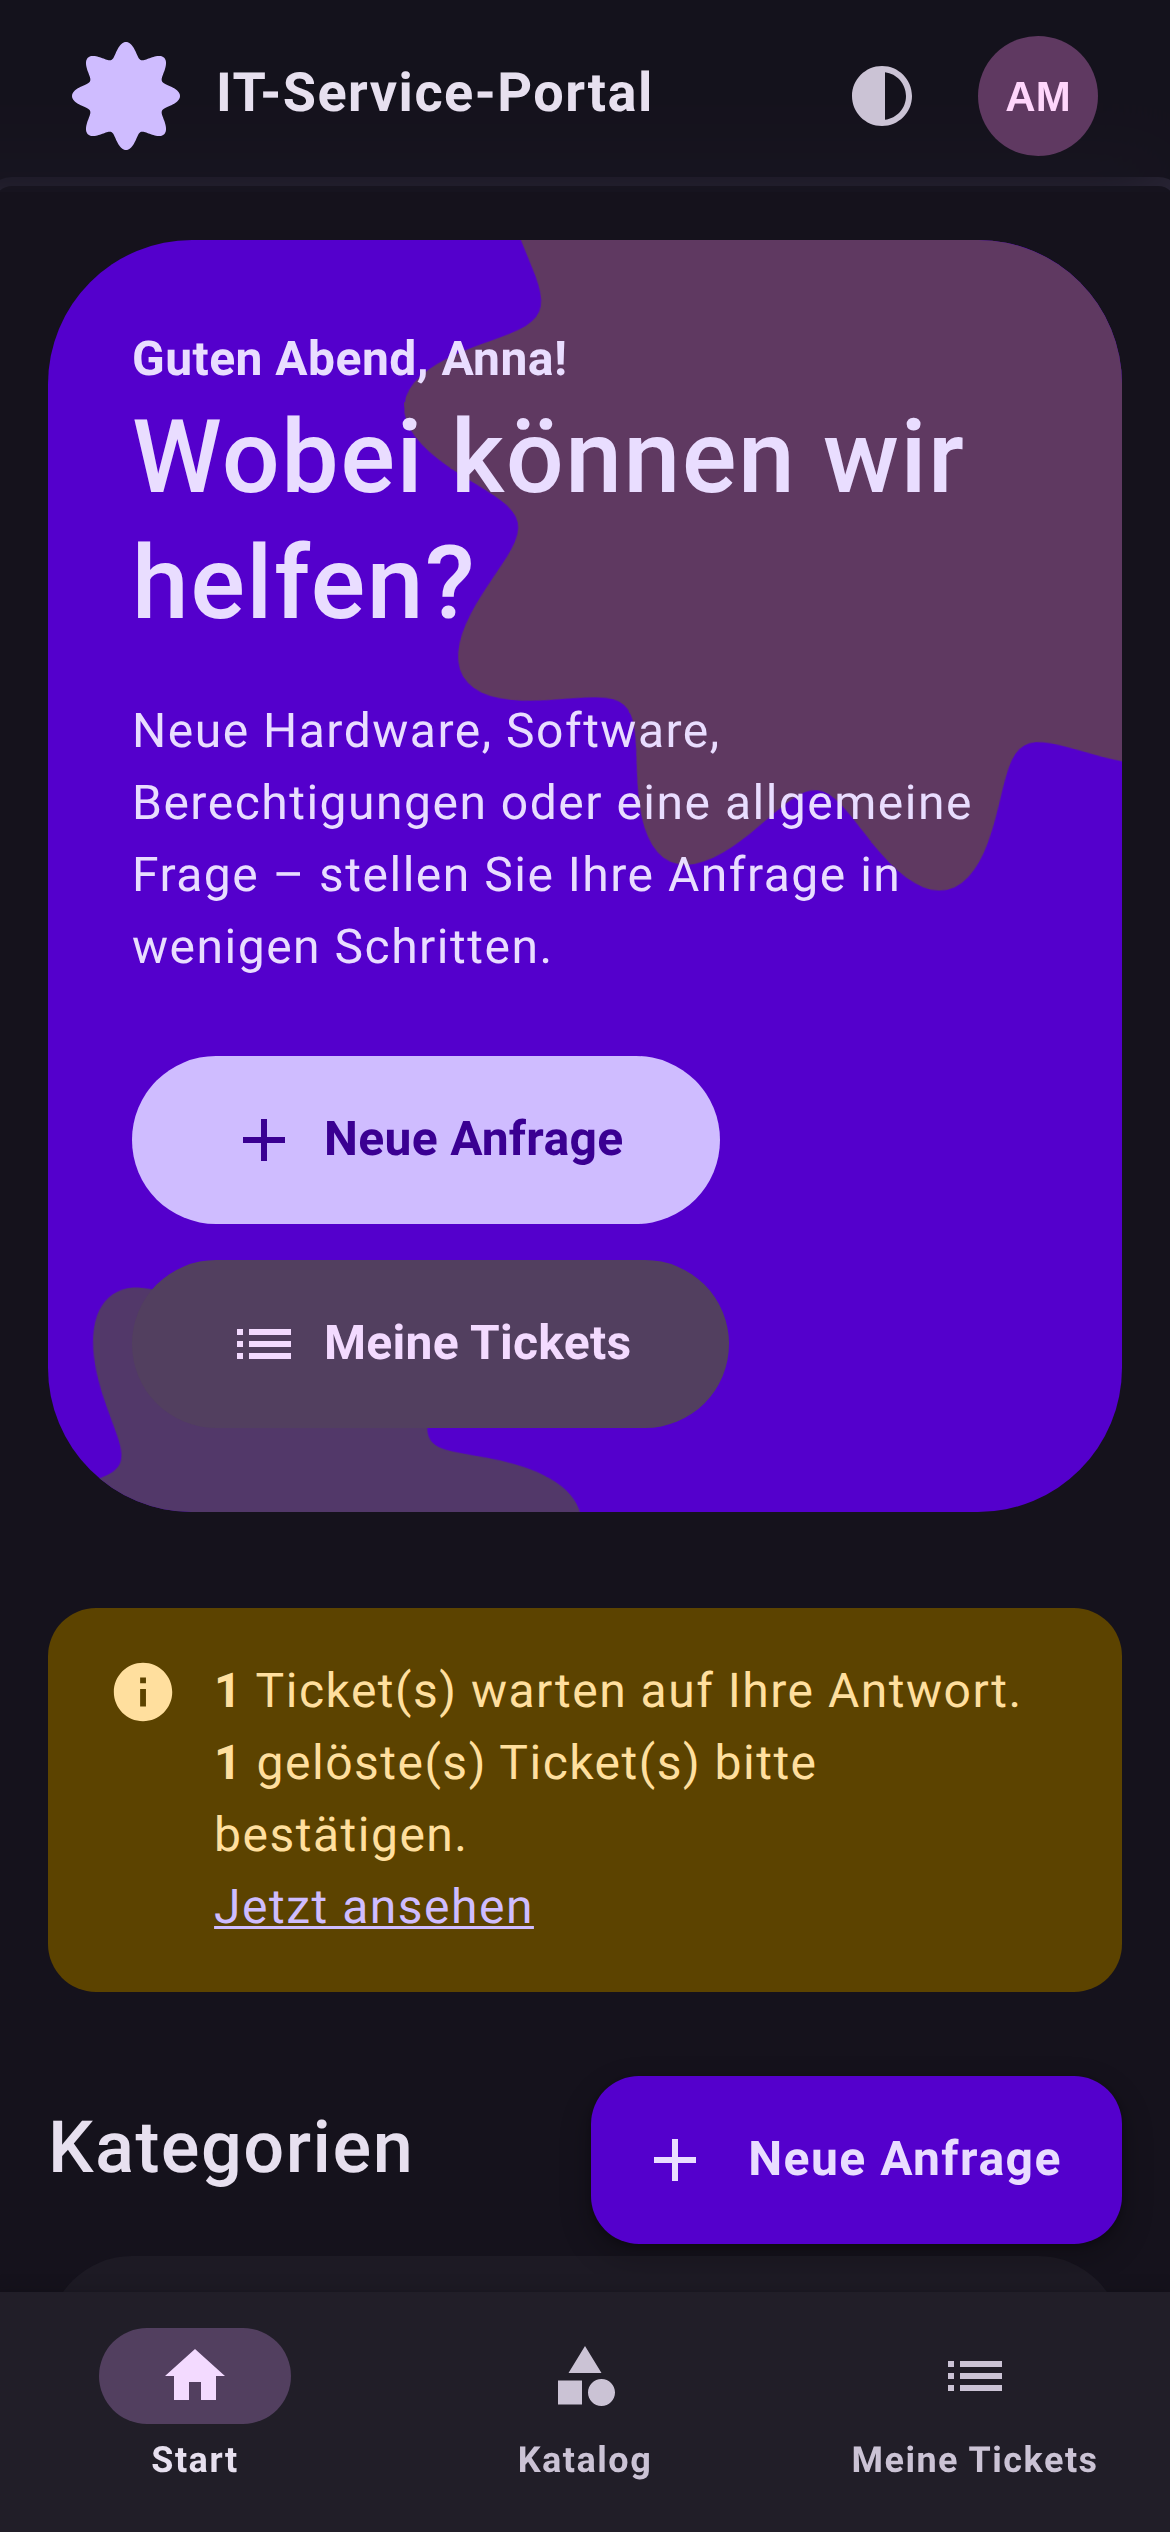 IT-Service-Portal
AM
Guten Abend, Anna!
Wobei können wir
helfen?
Neue Hardware, Software,
Berechtigungen oder eine allgemeine
Frage – stellen Sie Ihre Anfrage in
wenigen Schritten.
Neue Anfrage
Meine Tickets
1 Ticket(s) warten auf Ihre Antwort.
1 gelöste(s) Ticket(s) bitte
bestätigen.
Jetzt ansehen
Kategorien
Neue Anfrage
Start
Katalog
Meine Tickets